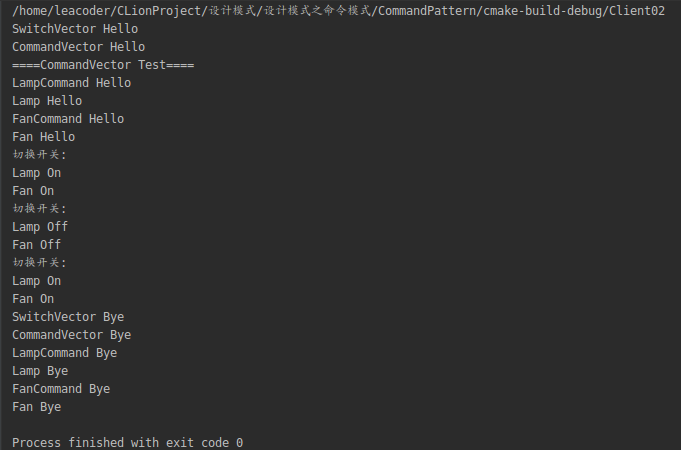 /home/leacoder/CLionProject/设计模式/设计模式之命令模式/CommandPattern/cmake-build-debug/Client02
SwitchVector Hello
CommandVector Hello
====CommandVector Test====
LampCommand Hello
Lamp Hello
FanCommand Hello
Fan Hello
切换开关:
Lamp On
Fan On
切换开关:
Lamp Off
Fan Off
切换开关:
Lamp On
Fan On
SwitchVector Bye
CommandVector Bye
LampCommand Bye
Lamp Bye
FanCommand Bye
Fan Bye
Process finished with exit code 0